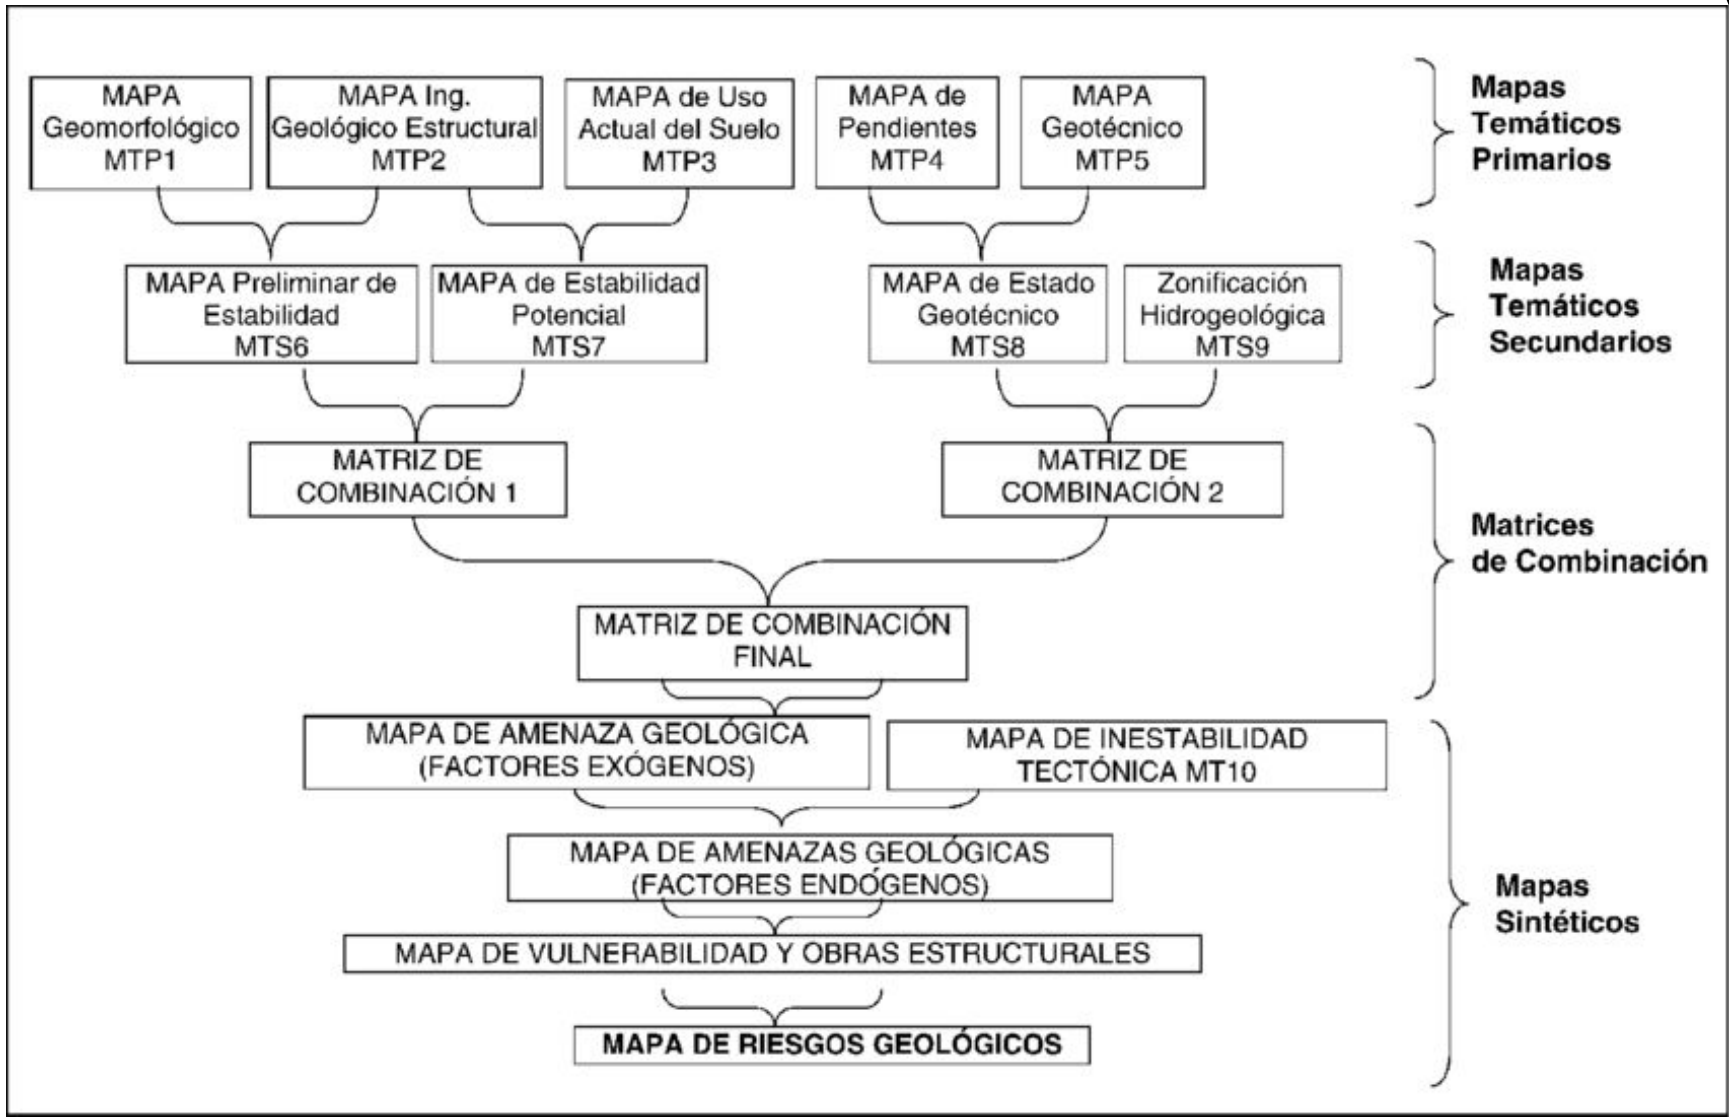 MAPA
Geomorfológico
MTP1
MAPA Ing.
Geológico Estructural
MTP2
MAPA de Uso
Actual del Suelo
MTP3
MAPA de
Pendientes
MTP4
MAPA
Geotécnico
MTP5
Mapas
Temáticos
Primarios
MAPA Preliminar de
Estabilidad
MTS6
MAPA de Estabilidad
Potencial
MTS7
MAPA de Estado
Geotécnico
MTS8
Zonificación
Hidrogeológica
MTS9
Mapas
Temáticos
Secundarios
MATRIZ DE
COMBINACIÓN 1
MATRIZ DE
COMBINACIÓN 2
Matrices
de Combinación
MATRIZ DE COMBINACIÓN
FINAL
MAPA DE AMENAZA GEOLÓGICA
(FACTORES EXÓGENOS)
MAPA DE INESTABILIDAD
TECTÓNICA MT10
MAPA DE AMENAZAS GEOLÓGICAS
(FACTORES ENDÓGENOS)
Mapas
Sintéticos
MAPA DE VULNERABILIDAD Y OBRAS ESTRUCTURALES
MAPA DE RIESGOS GEOLÓGICOS